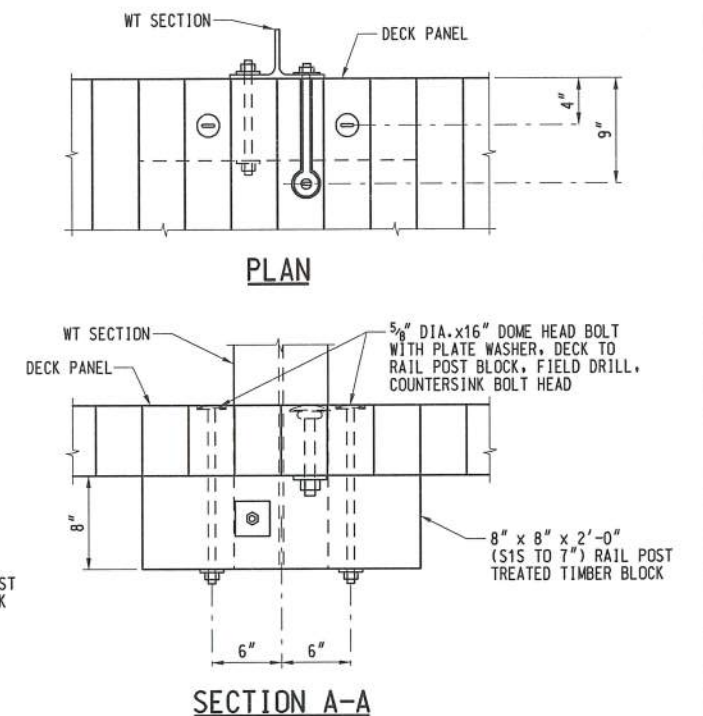 WT SECTION
DECK PANEL
4"
9"
PLAN
WT SECTION
DECK PANEL
5/8" DIA.x16" DOME HEAD BOLT
WITH PLATE WASHER, DECK TO
RAIL POST BLOCK, FIELD DRILL,
COUNTERSINK BOLT HEAD
8"
8" x 8" x 2'-0"
(S1S TO 7") RAIL POST
TREATED TIMBER BLOCK
ST
K
6"
6"
SECTION A-A